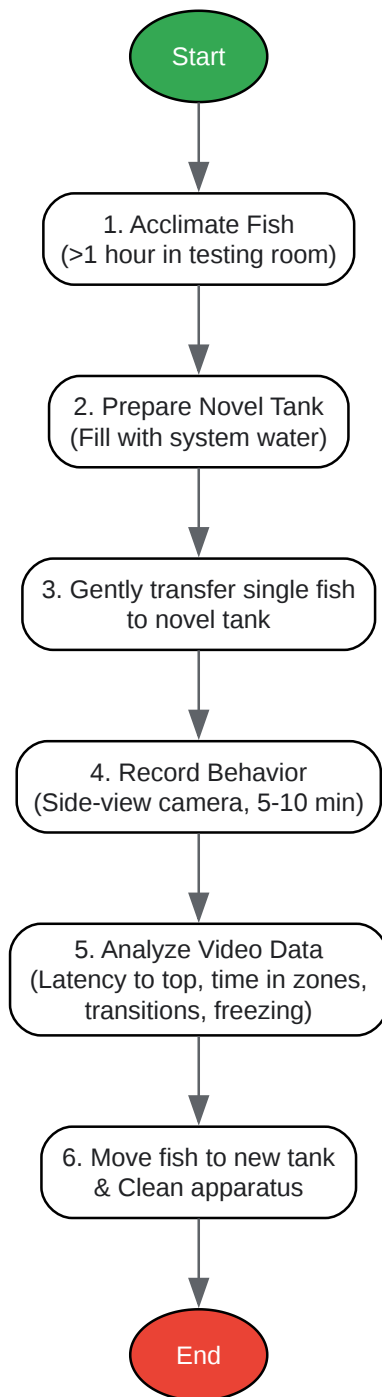 Start
1. Acclimate Fish
(>1 hour in testing room)
2. Prepare Novel Tank
(Fill with system water)
3. Gently transfer single fish
to novel tank
4. Record Behavior
(Side-view camera, 5-10 min)
5. Analyze Video Data
(Latency to top, time in zones,
transitions, freezing)
6. Move fish to new tank
& Clean apparatus
End